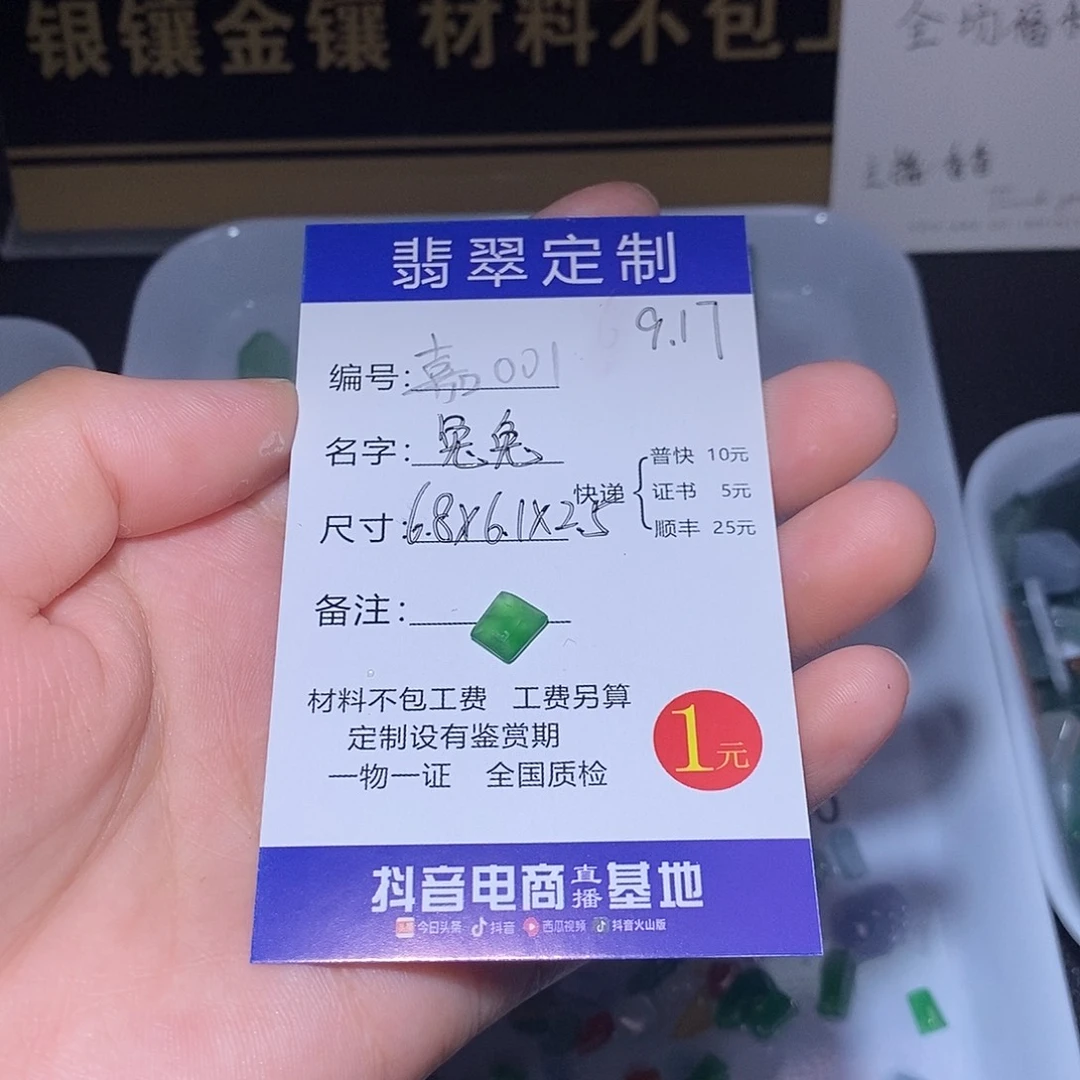 银镶金镶 材料不包工
主播:香香
翡翠定制
9.17
编号:嘉001
名字:兔兔
尺寸:6.8X6.1X2.5
快递
普快 10元
证书 5元
顺丰 25元
备注:
材料不包工费 工费另算
定制设有鉴赏期
一物一证 全国质检
1元
抖音电商直播基地
今日头条 抖音 西瓜视频 抖音火山版